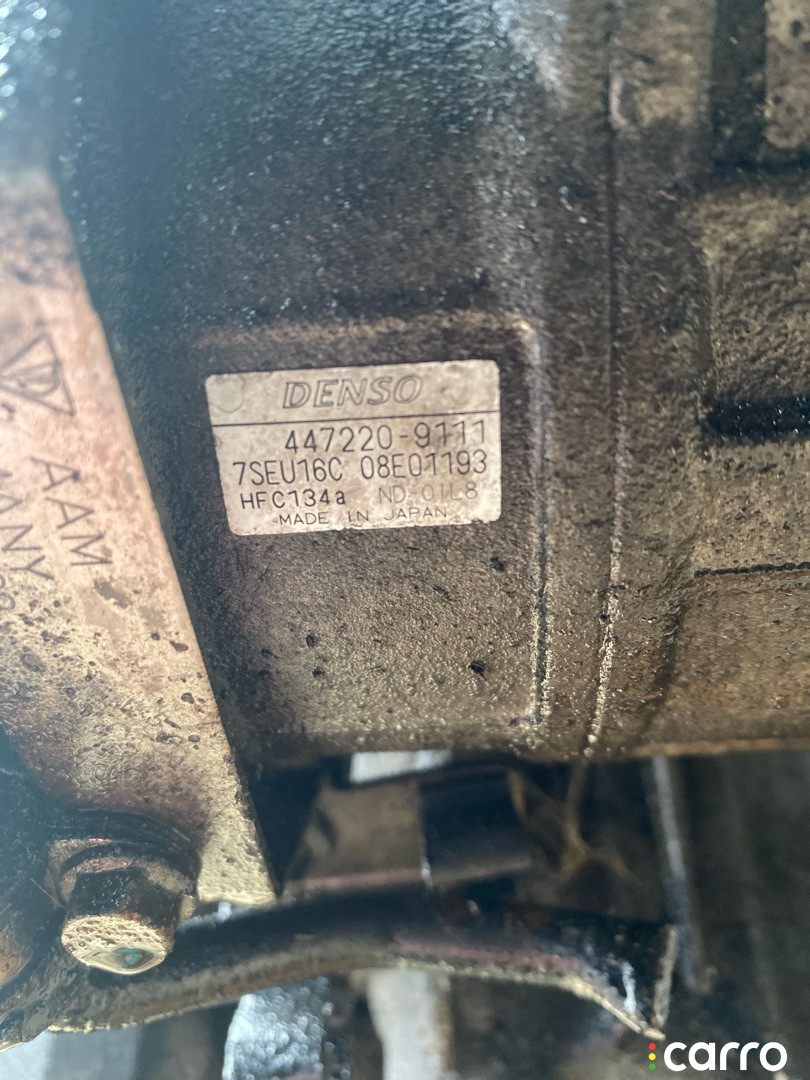 DENSO
447220-9111
7SEU16C 08E01193
HFC134a ND-OIL8
MADE IN JAPAN
AAM
carro